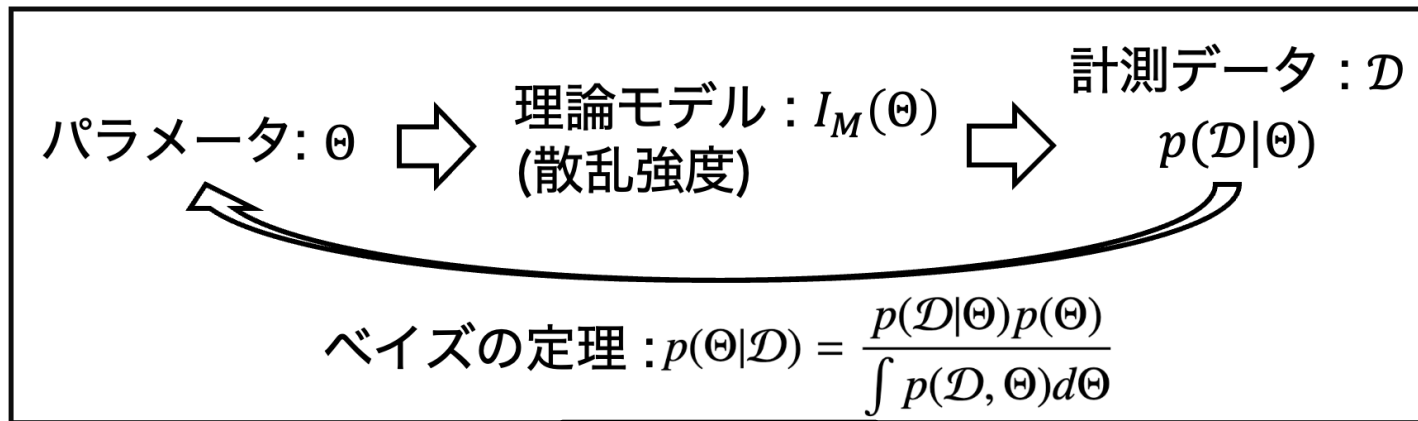 計測データ : 𝒟
パラメータ: Θ
理論モデル : I_M(Θ)
(散乱強度)
p(𝒟|Θ)
ベイズの定理 : p(Θ|𝒟) = p(𝒟|Θ)p(Θ) / ∫ p(𝒟, Θ)dΘ